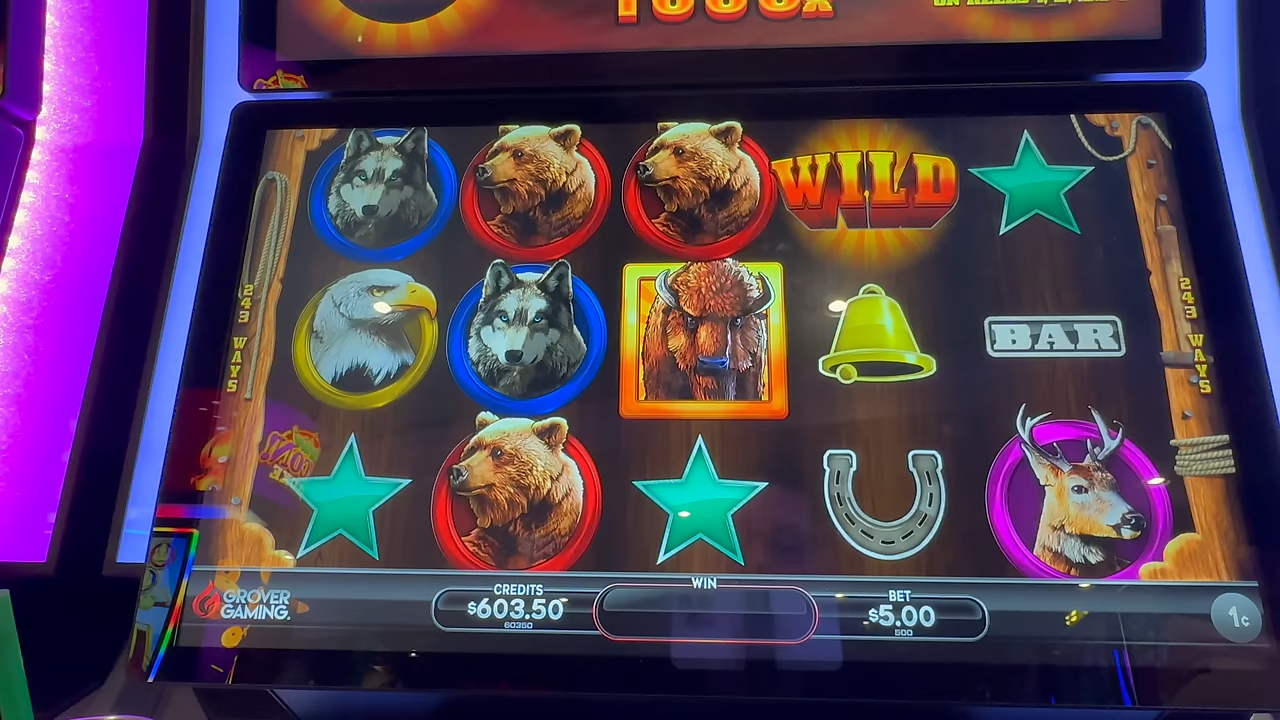 1000x
WILD
243 WAYS
BAR
243 WAYS
GROVER
GAMING.
CREDITS
$603.50
60350
WIN
BET
$5.00
500
1¢